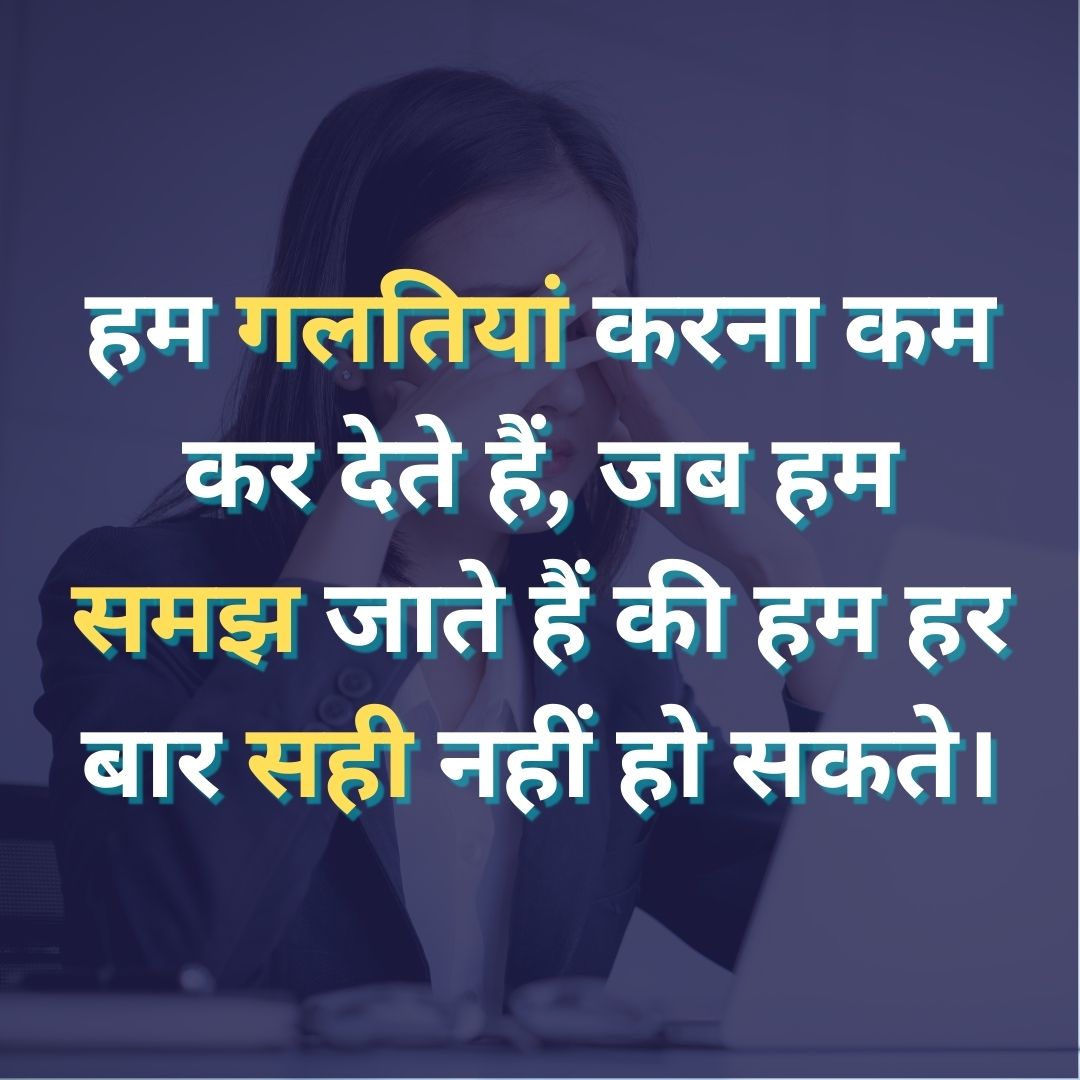 हम गलतियां करना कम
कर देते हैं, जब हम
समझ जाते हैं की हम हर
बार सही नहीं हो सकते।